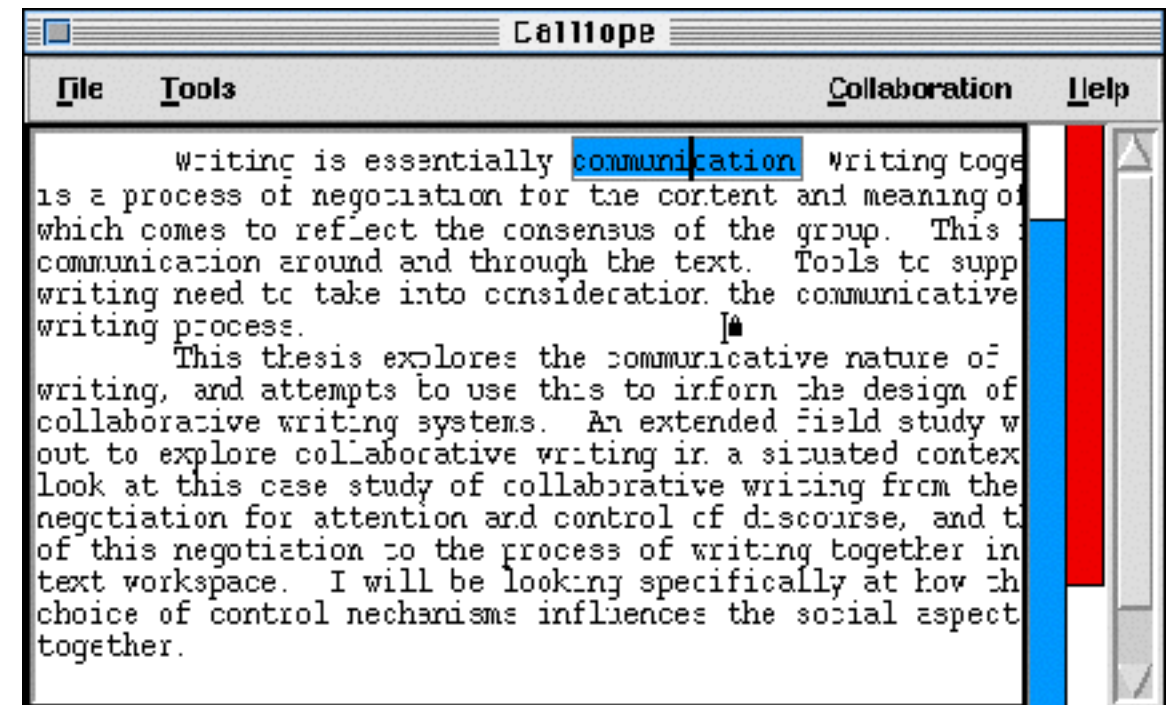 Calliope
File Tools Collaboration Help
Writing is essentially communication Writing toge
is a process of negotiation for the content and meaning of
which comes to reflect the consensus of the group. This
communication around and through the text. Tools to supp
writing need to take into consideration the communicative
writing process.
This thesis explores the communicative nature of
writing, and attempts to use this to inform the design of
collaborative writing systems. An extended field study w
out to explore collaborative writing in a situated contex
look at this case study of collaborative writing from the
negotiation for attention and control of discourse, and t
of this negotiation to the process of writing together in
text workspace. I will be looking specifically at how th
choice of control mechanisms influences the social aspect
together.